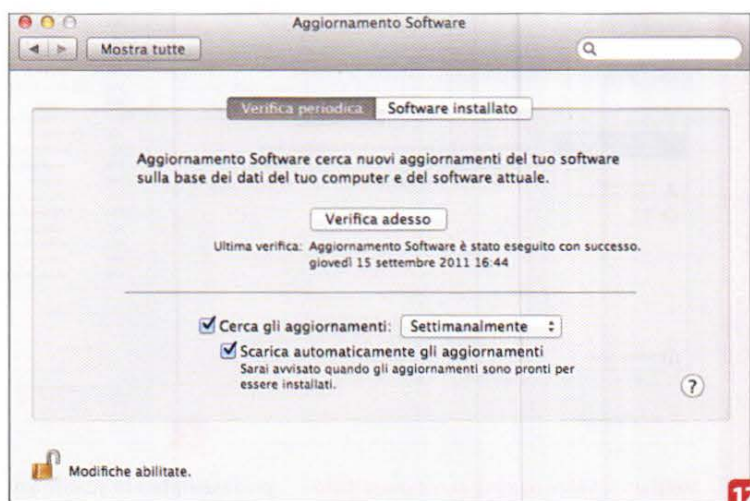 Aggiornamento Software
Mostra tutte
Verifica periodica Software installato
Aggiornamento Software cerca nuovi aggiornamenti del tuo software
sulla base dei dati del tuo computer e del software attuale.
Verifica adesso
Ultima verifica: Aggiornamento Software è stato eseguito con successo.
giovedì 15 settembre 2011 16:44
Cerca gli aggiornamenti: Settimanalmente
Scarica automaticamente gli aggiornamenti
Sarai avvisato quando gli aggiornamenti sono pronti per
essere installati.
?
Modifiche abilitate.